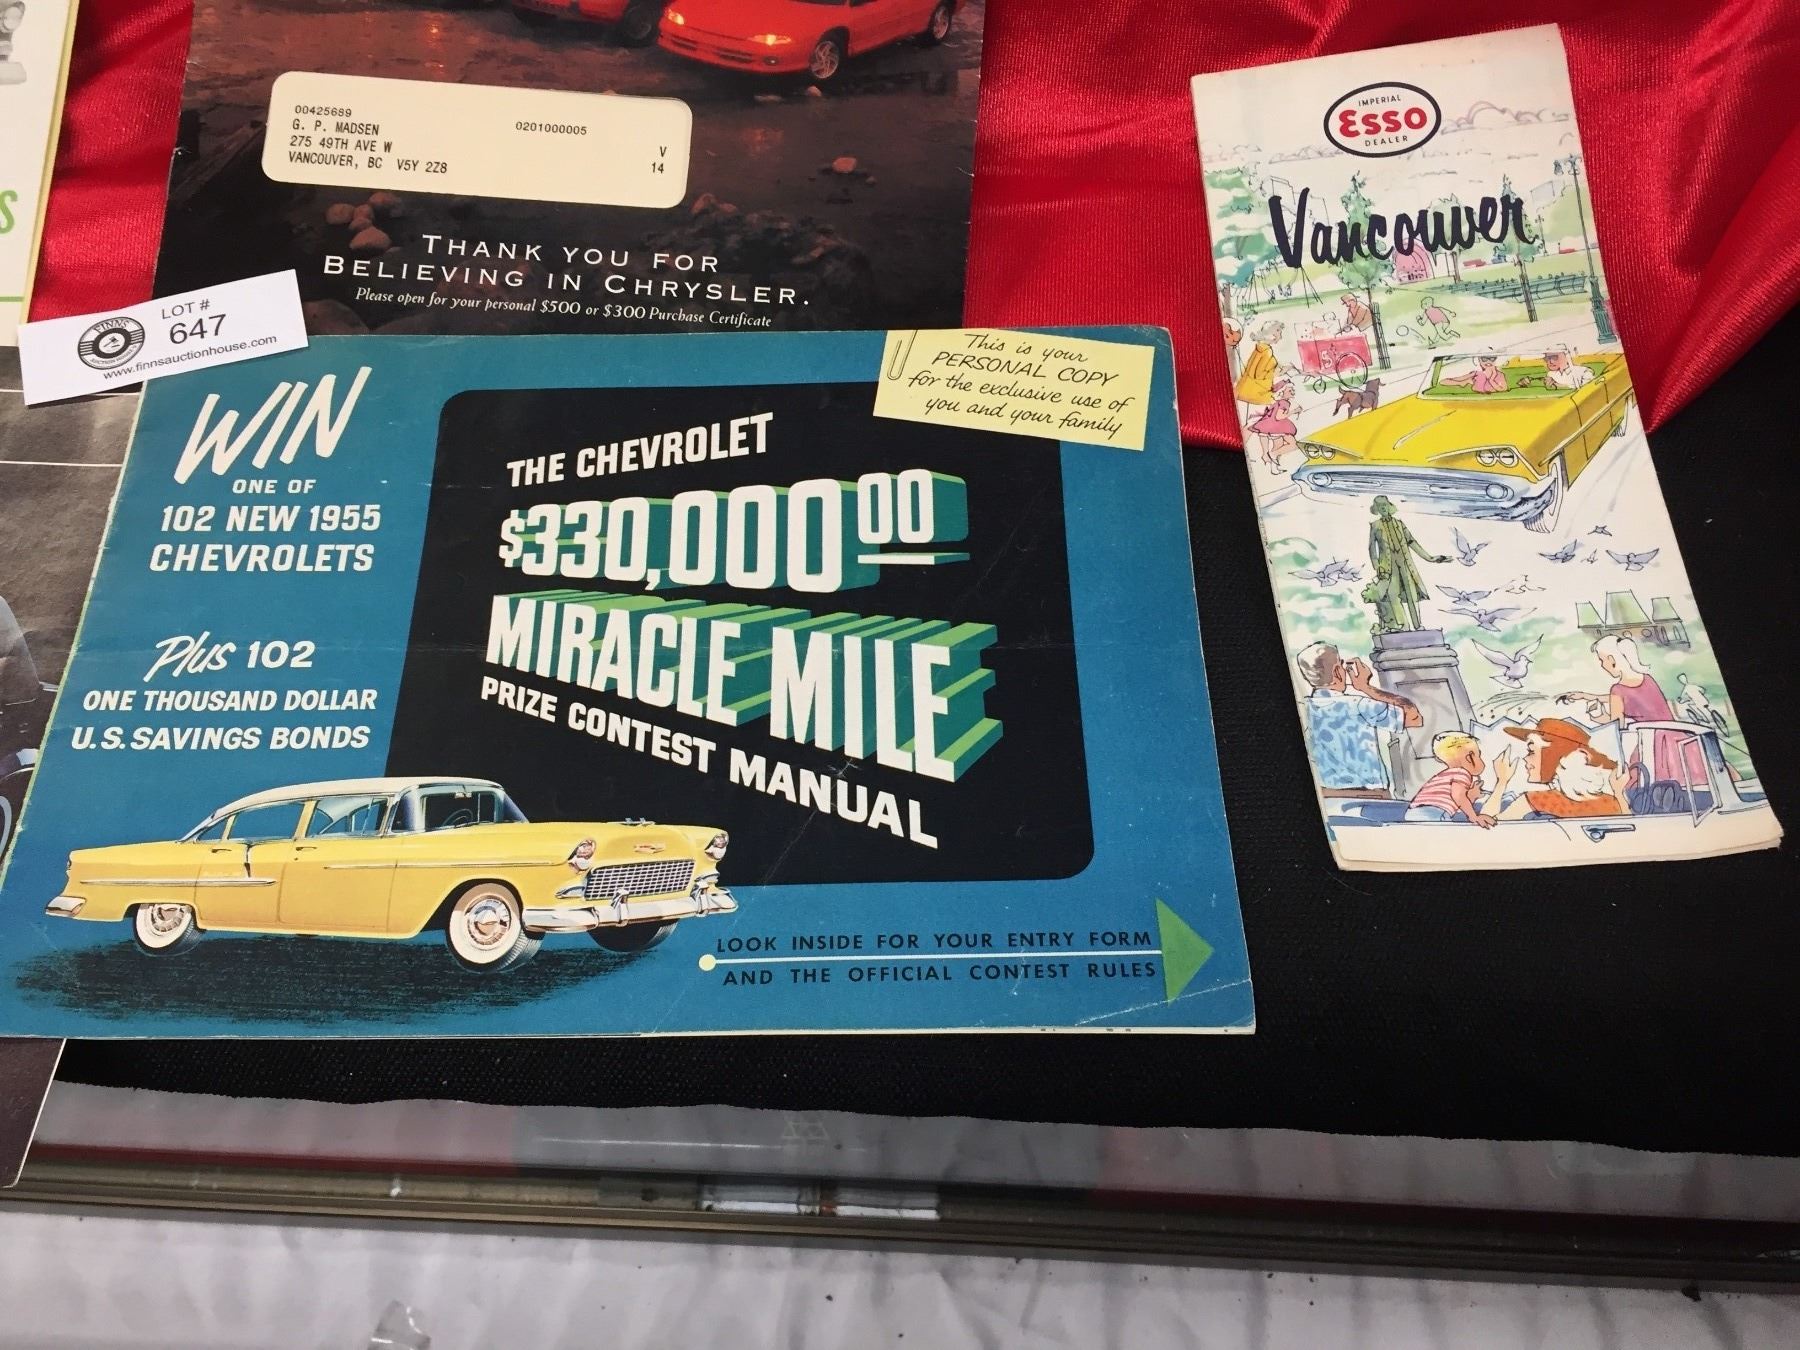 S
00425689
G. P. MADSEN
275 49TH AVE W
VANCOUVER, BC V5Y 2Z8
0201000005
V
14
THANK YOU FOR
BELIEVING IN CHRYSLER.
Please open for your personal $500 or $300 Purchase Certificate
LOT #
647
FINNS
AUCTION HOUSE
www.finnsauctionhouse.com
WIN
ONE OF
102 NEW 1955
CHEVROLETS
Plus 102
ONE THOUSAND DOLLAR
U.S. SAVINGS BONDS
This is your
PERSONAL COPY
for the exclusive use of
you and your family
THE CHEVROLET
$330,000 00
MIRACLE MILE
PRIZE CONTEST MANUAL
LOOK INSIDE FOR YOUR ENTRY FORM
AND THE OFFICIAL CONTEST RULES
IMPERIAL
ESSO
DEALER
Vancouver